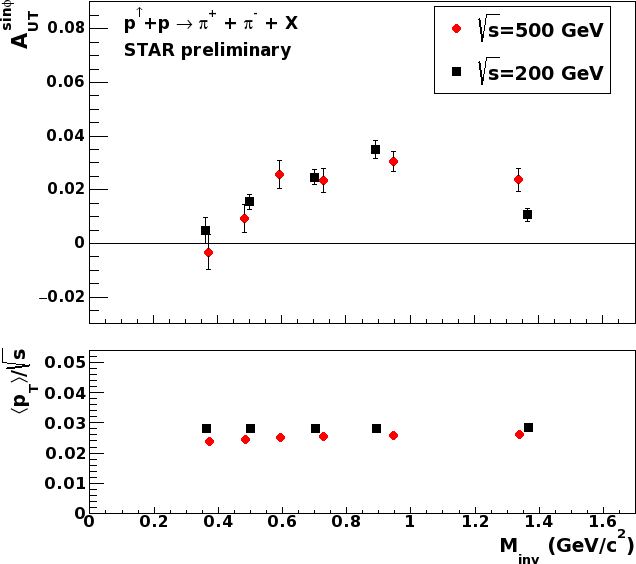 A_UT^sinϕ
0.08
0.06
0.04
0.02
0
−0.02
p↑+p → π⁺ + π⁻ + X
STAR preliminary
√s=500 GeV
√s=200 GeV
⟨p_T⟩/√s
0.05
0.04
0.03
0.02
0.01
0
0 0.2 0.4 0.6 0.8 1 1.2 1.4 1.6
M_inv (GeV/c²)